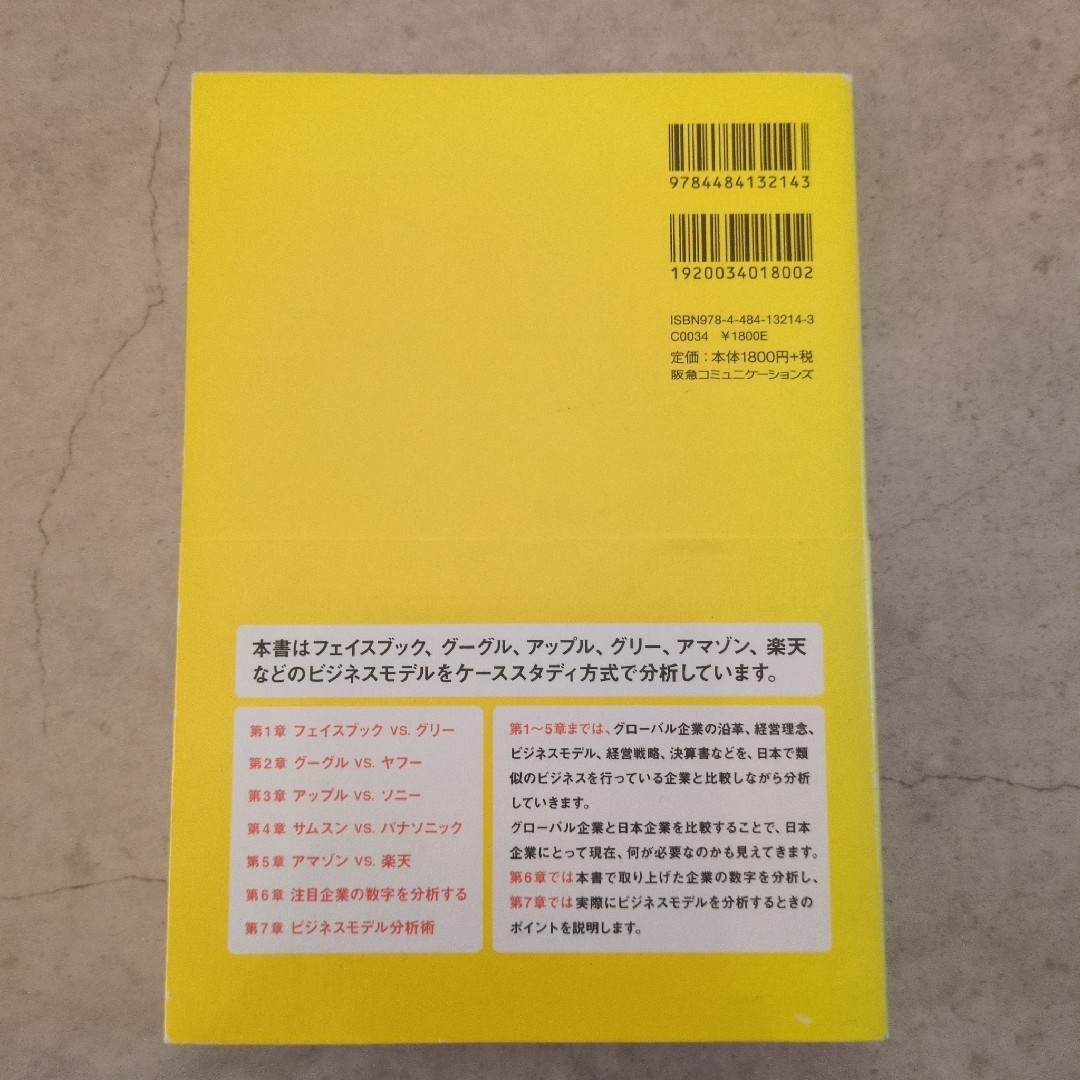 9784484132143
1920034018002
ISBN978-4-484-13214-3
C0034 ¥1800E
定価：本体1800円+税
阪急コミュニケーションズ
本書はフェイスブック、グーグル、アップル、グリー、アマゾン、楽天
などのビジネスモデルをケーススタディ方式で分析しています。
第1章 フェイスブック VS. グリー
第2章 グーグル VS. ヤフー
第3章 アップル VS. ソニー
第4章 サムスン VS. パナソニック
第5章 アマゾン VS. 楽天
第6章 注目企業の数字を分析する
第7章 ビジネスモデル分析術
第1～5章までは、グローバル企業の沿革、経営理念、
ビジネスモデル、経営戦略、決算書などを、日本で類
似のビジネスを行っている企業と比較しながら分析
していきます。
グローバル企業と日本企業を比較することで、日本
企業にとって現在、何が必要なのかも見えてきます。
第6章では本書で取り上げた企業の数字を分析し、
第7章では実際にビジネスモデルを分析するときの
ポイントを説明します。